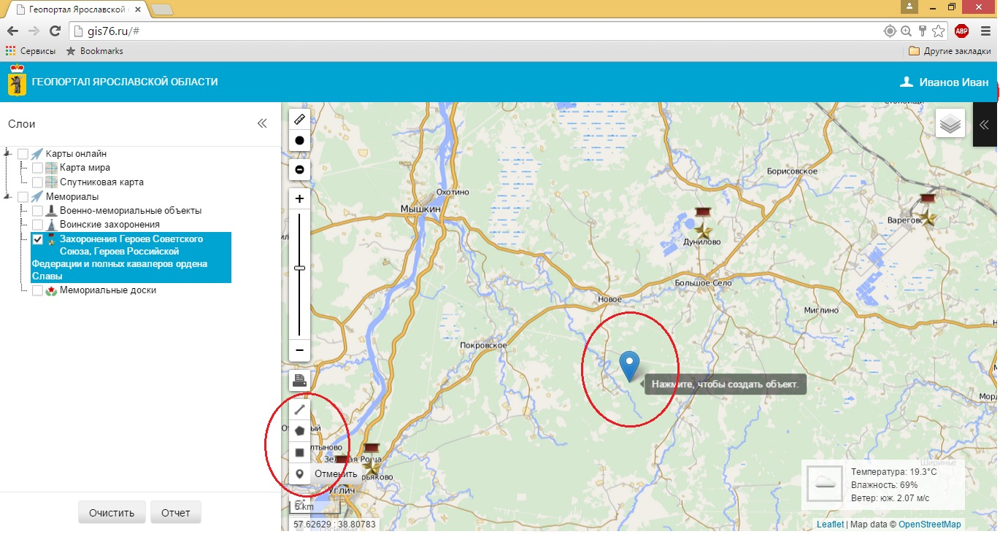 Геопортал Ярославской
gis76.ru/#
ABP
Сервисы
Bookmarks
Другие закладки
ГЕОПОРТАЛ ЯРОСЛАВСКОЙ ОБЛАСТИ
Иванов Иван
Слои
Карты онлайн
Карта мира
Спутниковая карта
Мемориалы
Военно-мемориальные объекты
Воинские захоронения
Захоронения Героев Советского
Союза, Героев Российской
Федерации и полных кавалеров ордена
Славы
Мемориальные доски
Очистить
Отчет
Борисовское
Охотино
Мышкин
Варегово
Дунилово
Большое Село
Новое
Миглино
Покровское
Нажмите, чтобы создать объект.
Зеленая Роща
Отменить
Углич
5 km
57.62629 : 38.80783
Ширинье
Температура: 19.3°C
Влажность: 69%
Ветер: юж. 2.07 м/с
Leaflet | Map data © OpenStreetMap